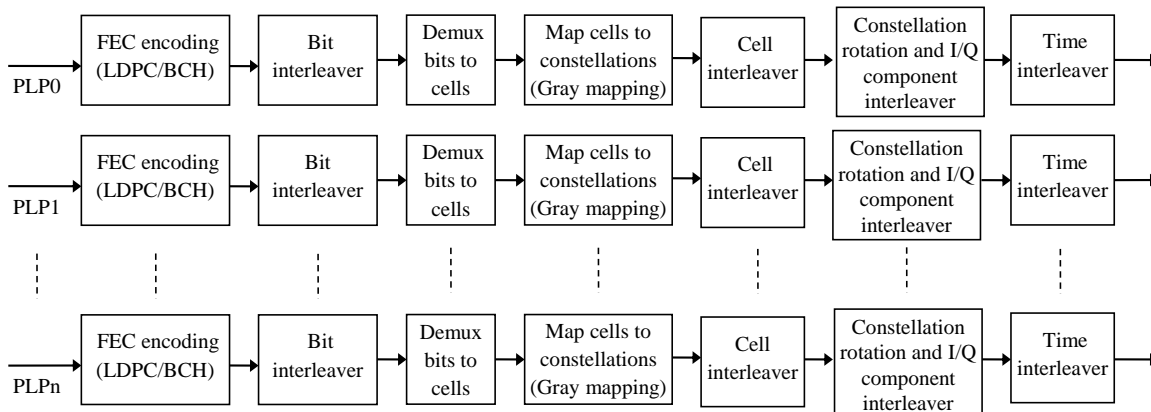 PLP0
FEC encoding
(LDPC/BCH)
Bit
interleaver
Demux
bits to
cells
Map cells to
constellations
(Gray mapping)
Cell
interleaver
Constellation
rotation and I/Q
component
interleaver
Time
interleaver
PLP1
FEC encoding
(LDPC/BCH)
Bit
interleaver
Demux
bits to
cells
Map cells to
constellations
(Gray mapping)
Cell
interleaver
Constellation
rotation and I/Q
component
interleaver
Time
interleaver
PLPn
FEC encoding
(LDPC/BCH)
Bit
interleaver
Demux
bits to
cells
Map cells to
constellations
(Gray mapping)
Cell
interleaver
Constellation
rotation and I/Q
component
interleaver
Time
interleaver